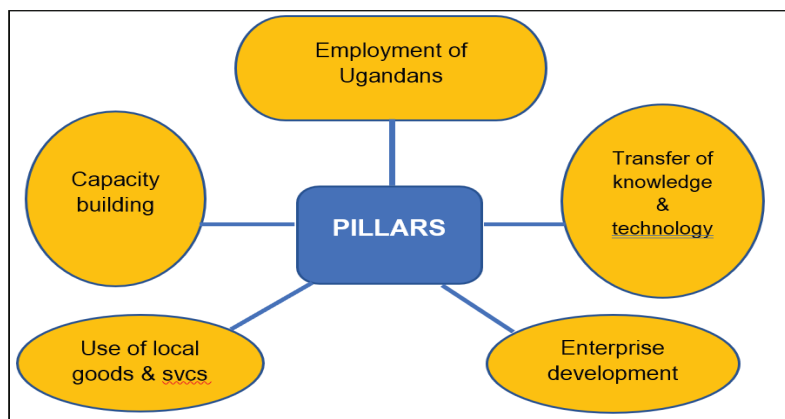 Employment of
Ugandans
Capacity
building
PILLARS
Transfer of
knowledge
&
technology
Use of local
goods & svcs
Enterprise
development